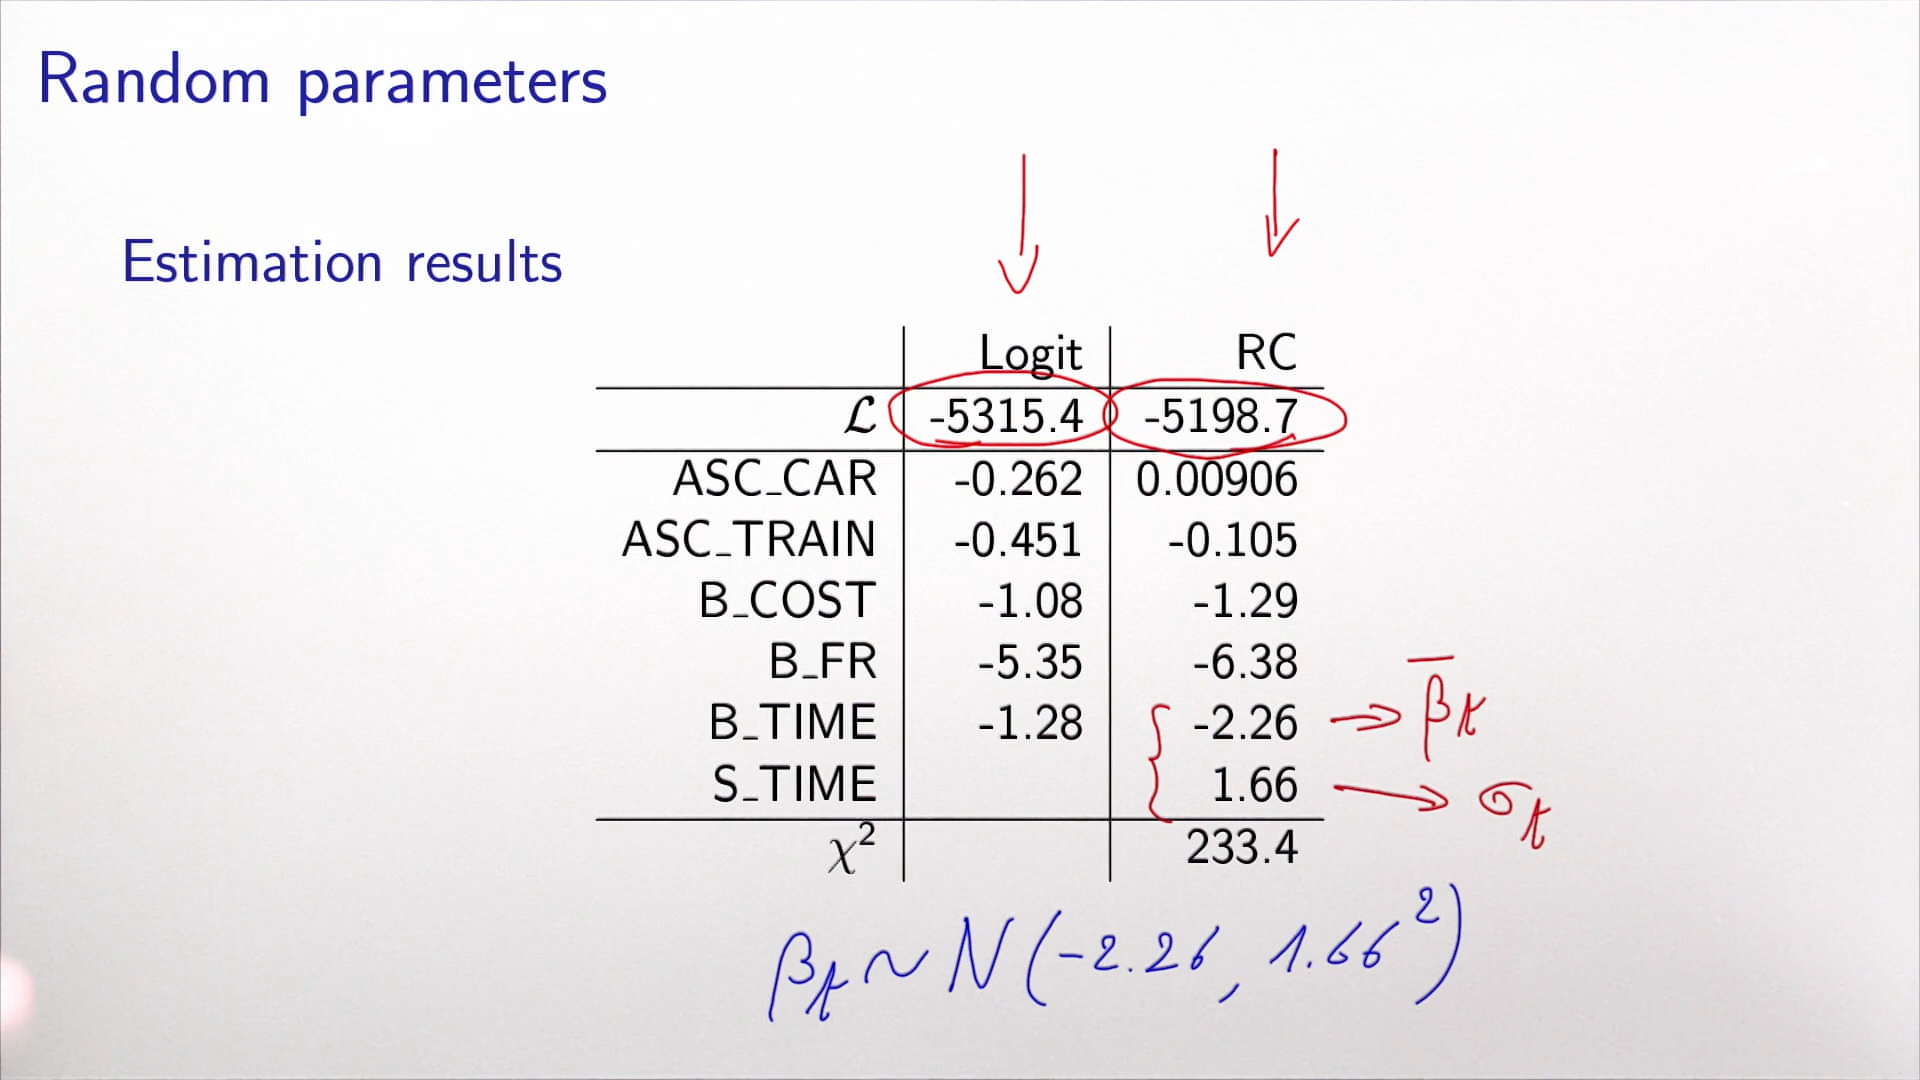 Random parameters
Estimation results
Logit RC
ℒ -5315.4 -5198.7
ASC_CAR -0.262 0.00906
ASC_TRAIN -0.451 -0.105
B_COST -1.08 -1.29
B_FR -5.35 -6.38
B_TIME -1.28 -2.26 → β̄t
S_TIME 1.66 → σt
χ² 233.4
βt ~ N(-2.26, 1.66²)